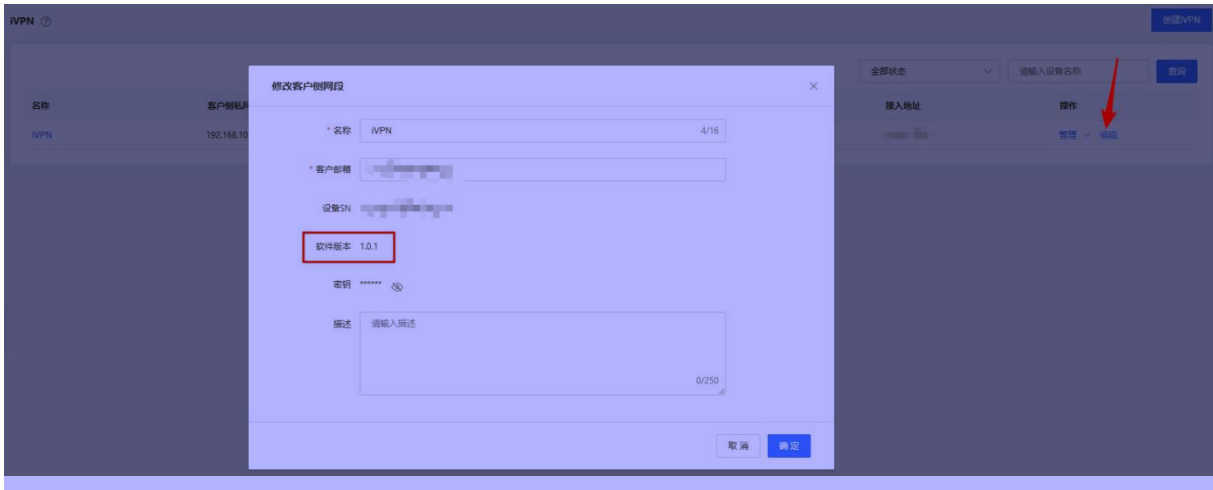 iVPN
创建iVPN
修改客户侧网段
全部状态
请输入设备名称
查询
名称
客户侧私网
接入地址
操作
iVPN
192.168.10
管理
编辑
* 名称 iVPN 4/16
* 客户邮箱
设备SN
软件版本 1.0.1
密钥 ******
描述 请输入描述
0/250
取消
确定